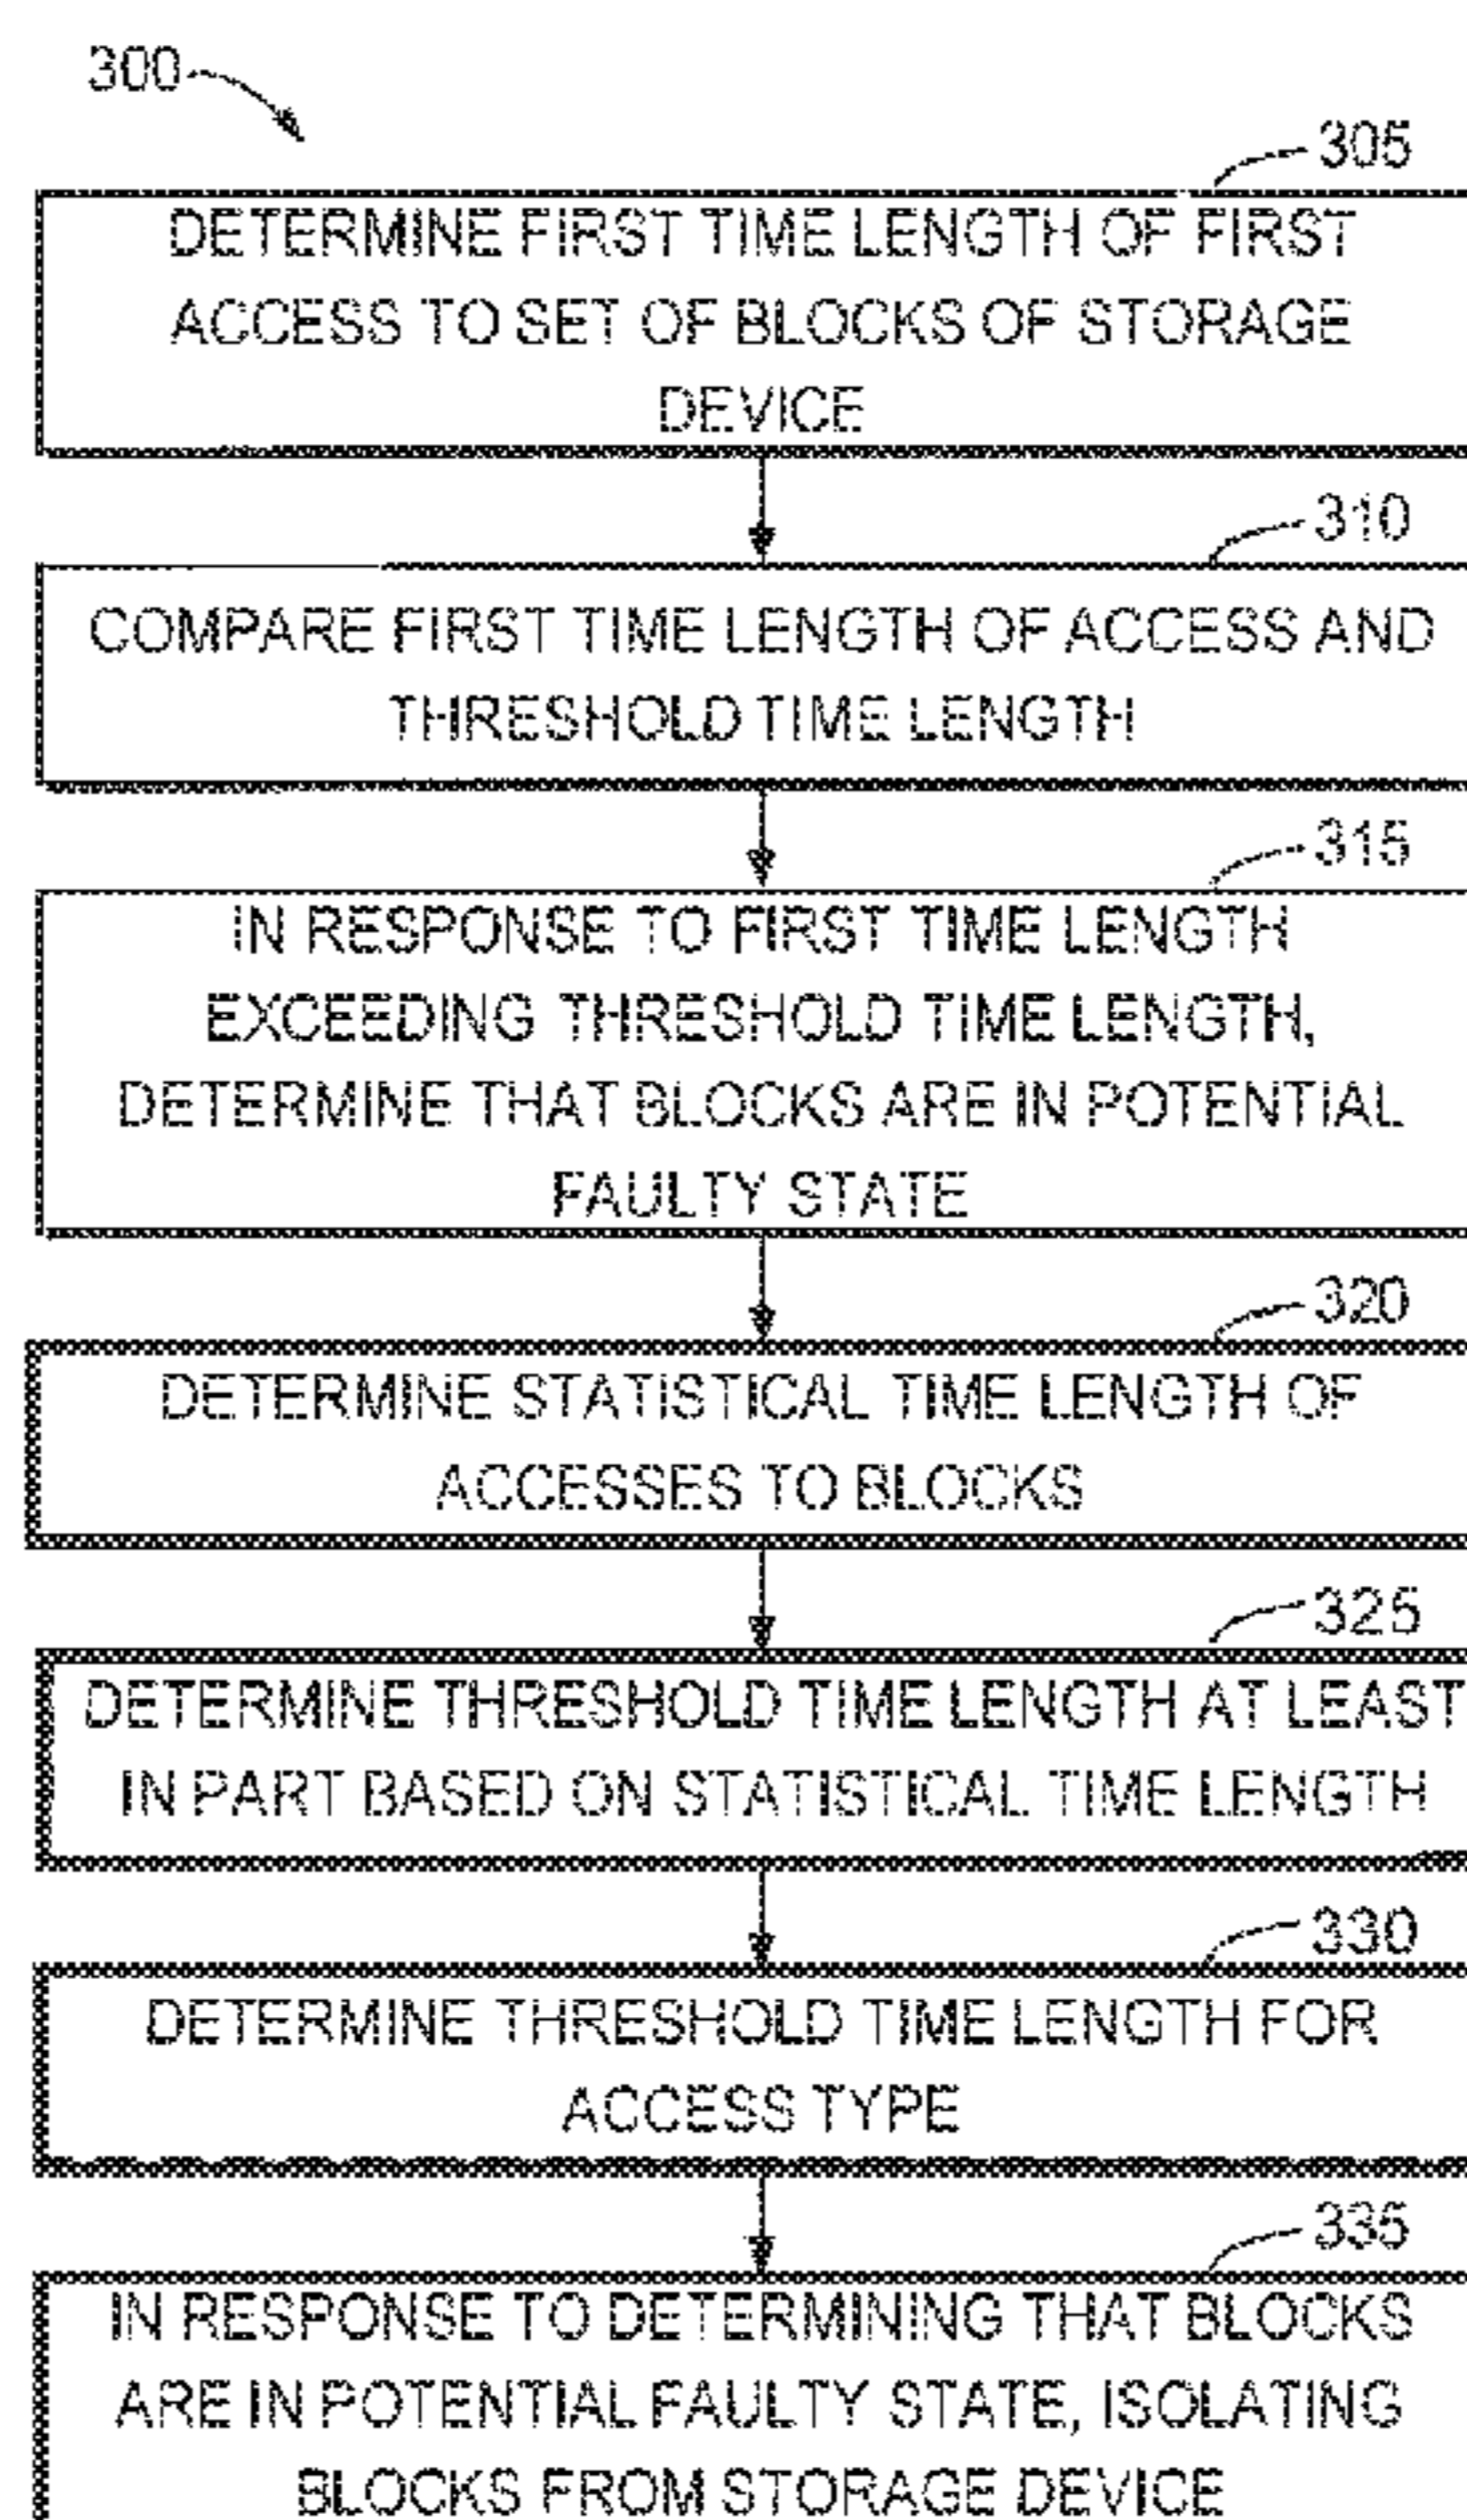 300
305
DETERMINE FIRST TIME LENGTH OF FIRST
ACCESS TO SET OF BLOCKS OF STORAGE
DEVICE
310
COMPARE FIRST TIME LENGTH OF ACCESS AND
THRESHOLD TIME LENGTH
315
IN RESPONSE TO FIRST TIME LENGTH
EXCEEDING THRESHOLD TIME LENGTH,
DETERMINE THAT BLOCKS ARE IN POTENTIAL
FAULTY STATE
320
DETERMINE STATISTICAL TIME LENGTH OF
ACCESSES TO BLOCKS
325
DETERMINE THRESHOLD TIME LENGTH AT LEAST
IN PART BASED ON STATISTICAL TIME LENGTH
330
DETERMINE THRESHOLD TIME LENGTH FOR
ACCESS TYPE
335
IN RESPONSE TO DETERMINING THAT BLOCKS
ARE IN POTENTIAL FAULTY STATE, ISOLATING
BLOCKS FROM STORAGE DEVICE